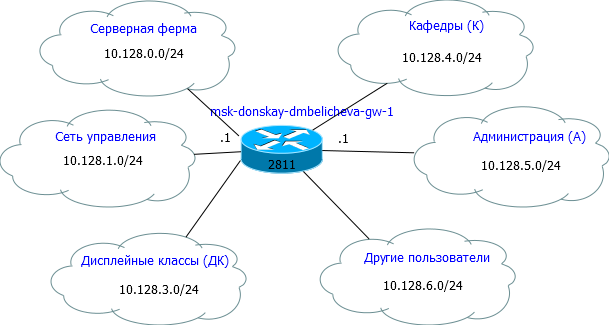 Серверная ферма
10.128.0.0/24
Кафедры (К)
10.128.4.0/24
msk-donskay-dmbelicheva-gw-1
Сеть управления
10.128.1.0/24
.1
2811
.1
Администрация (А)
10.128.5.0/24
Дисплейные классы (ДК)
10.128.3.0/24
Другие пользователи
10.128.6.0/24